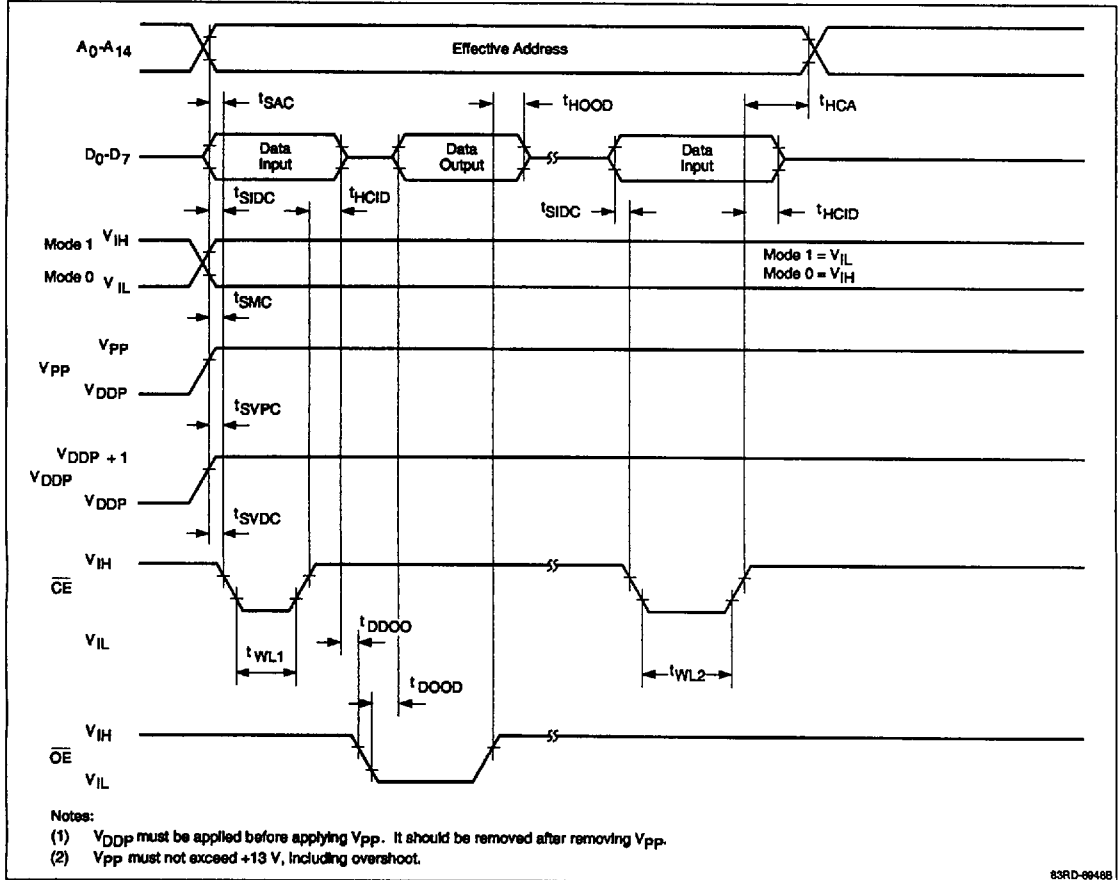 A0-A14
Effective Address
tSAC
tHOOD
tHCA
D0-D7
Data Input
Data Output
Data Input
tSIDC
tHCID
tSIDC
tHCID
Mode 1 VIH
Mode 0 VIL
Mode 1 = VIL
Mode 0 = VIH
tSMC
VPP
VPP
VDDP
tSVPC
VDDP + 1
VDDP
VDDP
tSVDC
VIH
CE
VIL
tDDOO
tWL1
tWL2
tDOOD
VIH
OE
VIL
Notes:
(1) VDDP must be applied before applying VPP. It should be removed after removing VPP.
(2) VPP must not exceed +13 V, including overshoot.
83RD-6948B